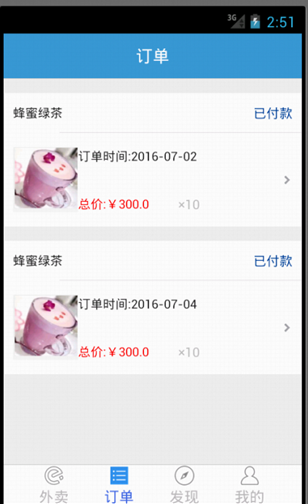 3G 2:51
订单
蜂蜜绿茶 已付款
订单时间:2016-07-02
总价:￥300.0 ×10
蜂蜜绿茶 已付款
订单时间:2016-07-04
总价:￥300.0 ×10
外卖 订单 发现 我的